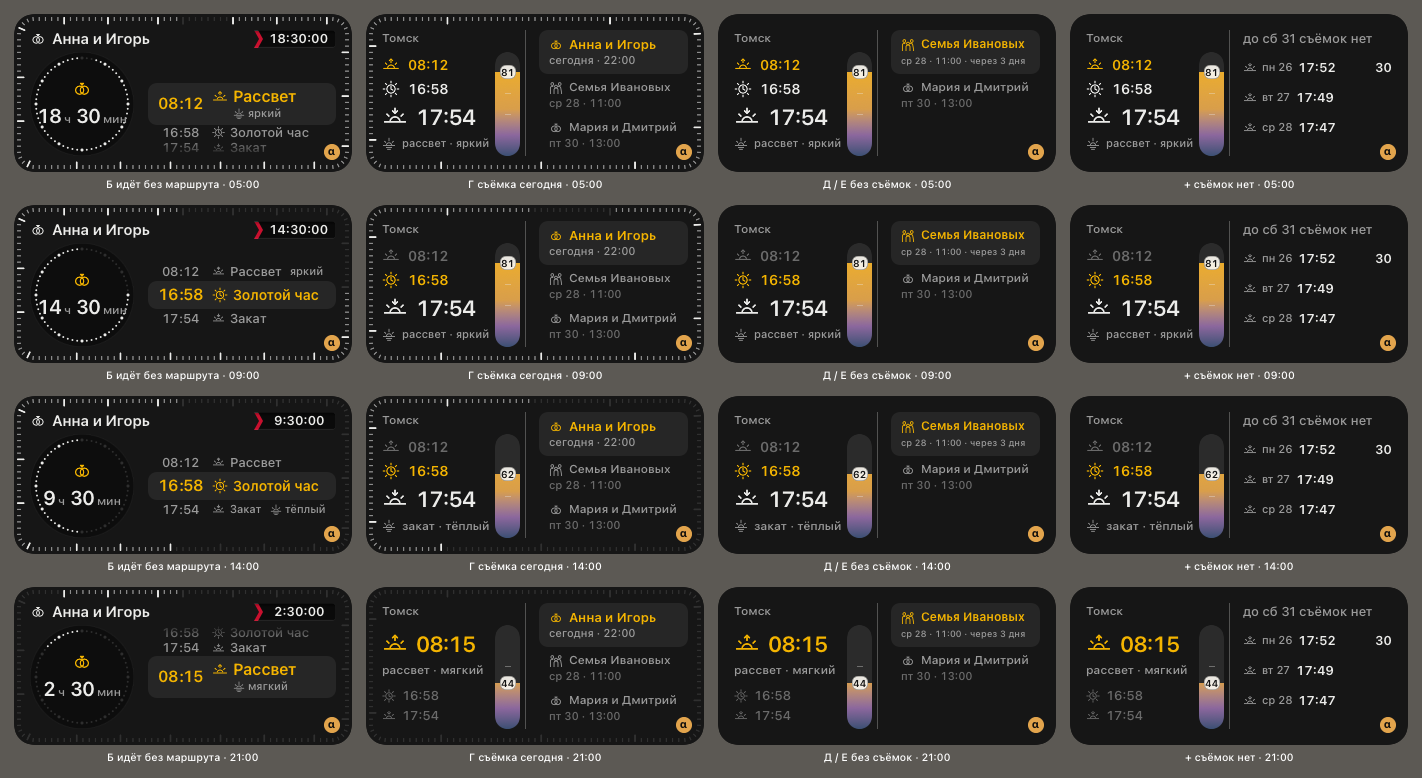 Анна и Игорь
18:30:00
18 ч 30 мин
08:12 Рассвет
яркий
16:58 Золотой час
17:54 Закат
α
Б идёт без маршрута · 05:00
Томск
08:12
16:58
17:54
рассвет · яркий
81
Анна и Игорь
сегодня · 22:00
Семья Ивановых
ср 28 · 11:00
Мария и Дмитрий
пт 30 · 13:00
α
Г съёмка сегодня · 05:00
Томск
08:12
16:58
17:54
рассвет · яркий
81
Семья Ивановых
ср 28 · 11:00 · через 3 дня
Мария и Дмитрий
пт 30 · 13:00
α
Д / Е без съёмок · 05:00
Томск
08:12
16:58
17:54
рассвет · яркий
81
до сб 31 съёмок нет
пн 26 17:52 30
вт 27 17:49
ср 28 17:47
α
+ съёмок нет · 05:00
Анна и Игорь
14:30:00
14 ч 30 мин
08:12 Рассвет яркий
16:58 Золотой час
17:54 Закат
α
Б идёт без маршрута · 09:00
Томск
08:12
16:58
17:54
рассвет · яркий
81
Анна и Игорь
сегодня · 22:00
Семья Ивановых
ср 28 · 11:00
Мария и Дмитрий
пт 30 · 13:00
α
Г съёмка сегодня · 09:00
Томск
08:12
16:58
17:54
рассвет · яркий
81
Семья Ивановых
ср 28 · 11:00 · через 3 дня
Мария и Дмитрий
пт 30 · 13:00
α
Д / Е без съёмок · 09:00
Томск
08:12
16:58
17:54
рассвет · яркий
81
до сб 31 съёмок нет
пн 26 17:52 30
вт 27 17:49
ср 28 17:47
α
+ съёмок нет · 09:00
Анна и Игорь
9:30:00
9 ч 30 мин
08:12 Рассвет
16:58 Золотой час
17:54 Закат тёплый
α
Б идёт без маршрута · 14:00
Томск
08:12
16:58
17:54
закат · тёплый
62
Анна и Игорь
сегодня · 22:00
Семья Ивановых
ср 28 · 11:00
Мария и Дмитрий
пт 30 · 13:00
α
Г съёмка сегодня · 14:00
Томск
08:12
16:58
17:54
закат · тёплый
62
Семья Ивановых
ср 28 · 11:00 · через 3 дня
Мария и Дмитрий
пт 30 · 13:00
α
Д / Е без съёмок · 14:00
Томск
08:12
16:58
17:54
закат · тёплый
62
до сб 31 съёмок нет
пн 26 17:52 30
вт 27 17:49
ср 28 17:47
α
+ съёмок нет · 14:00
Анна и Игорь
2:30:00
2 ч 30 мин
16:58 Золотой час
17:54 Закат
08:15 Рассвет
мягкий
α
Б идёт без маршрута · 21:00
Томск
08:15
рассвет · мягкий
16:58
17:54
44
Анна и Игорь
сегодня · 22:00
Семья Ивановых
ср 28 · 11:00
Мария и Дмитрий
пт 30 · 13:00
α
Г съёмка сегодня · 21:00
Томск
08:15
рассвет · мягкий
16:58
17:54
44
Семья Ивановых
ср 28 · 11:00 · через 3 дня
Мария и Дмитрий
пт 30 · 13:00
α
Д / Е без съёмок · 21:00
Томск
08:15
рассвет · мягкий
16:58
17:54
44
до сб 31 съёмок нет
пн 26 17:52 30
вт 27 17:49
ср 28 17:47
α
+ съёмок нет · 21:00